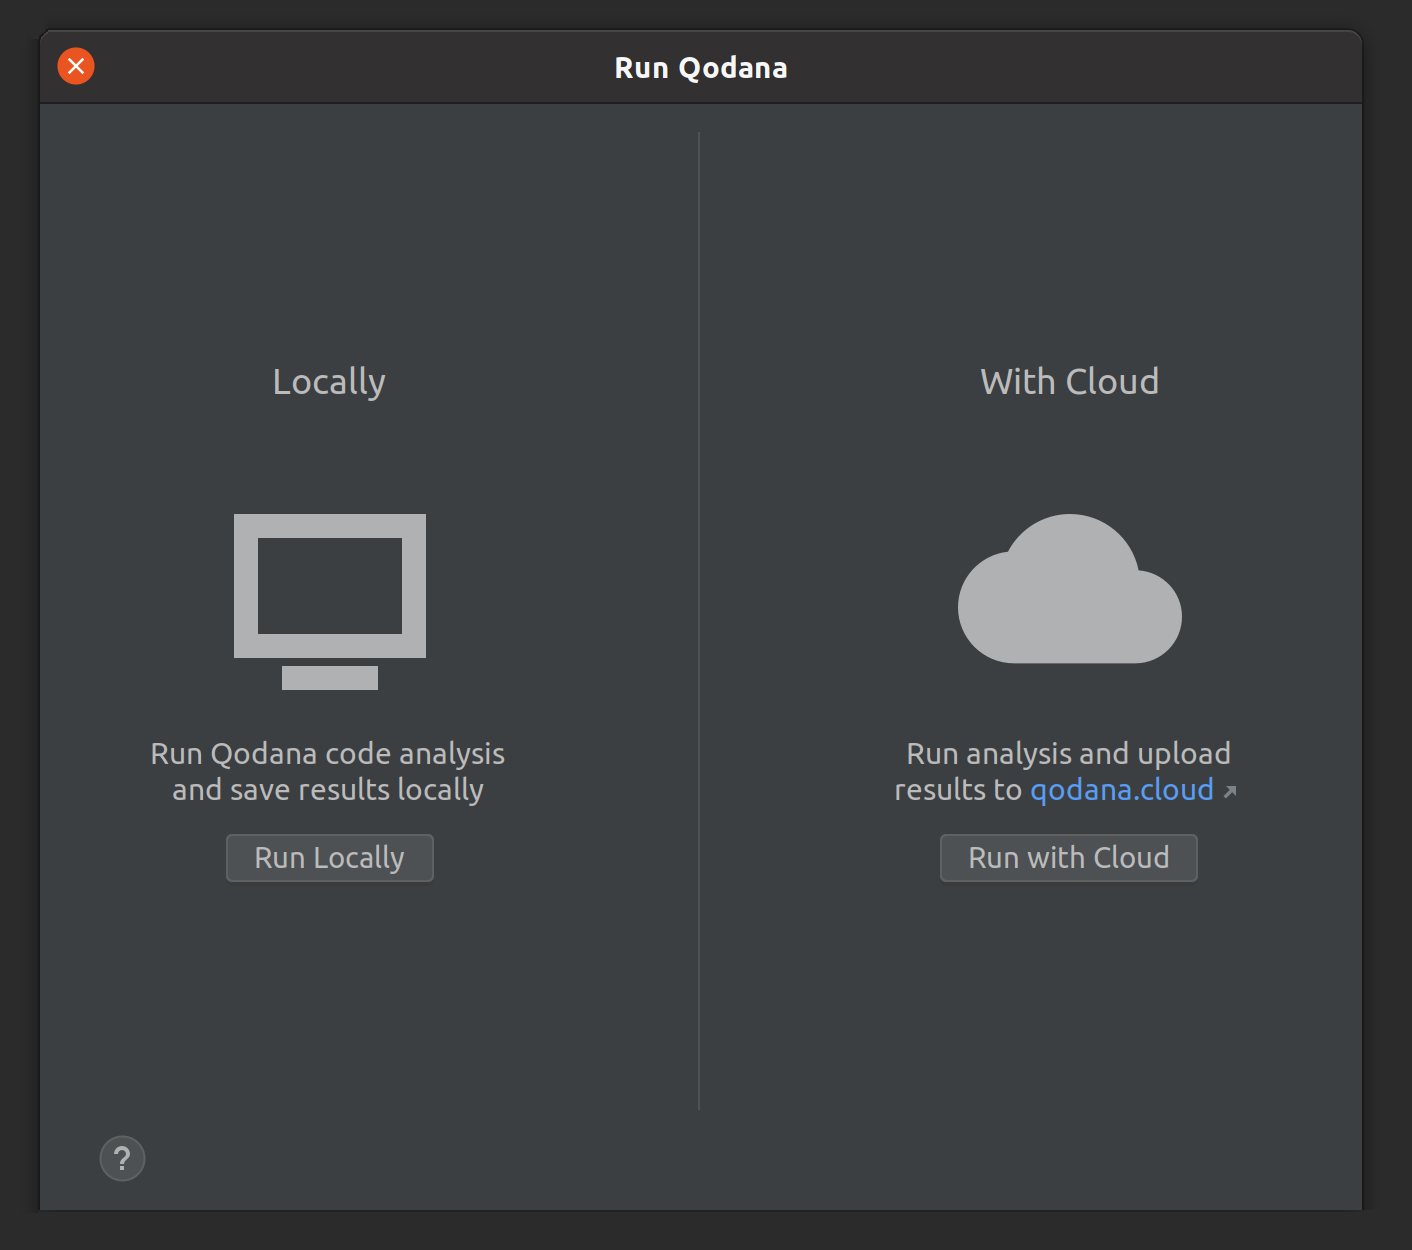 Run Qodana
Locally
Run Qodana code analysis
and save results locally
Run Locally
With Cloud
Run analysis and upload
results to qodana.cloud
Run with Cloud
?